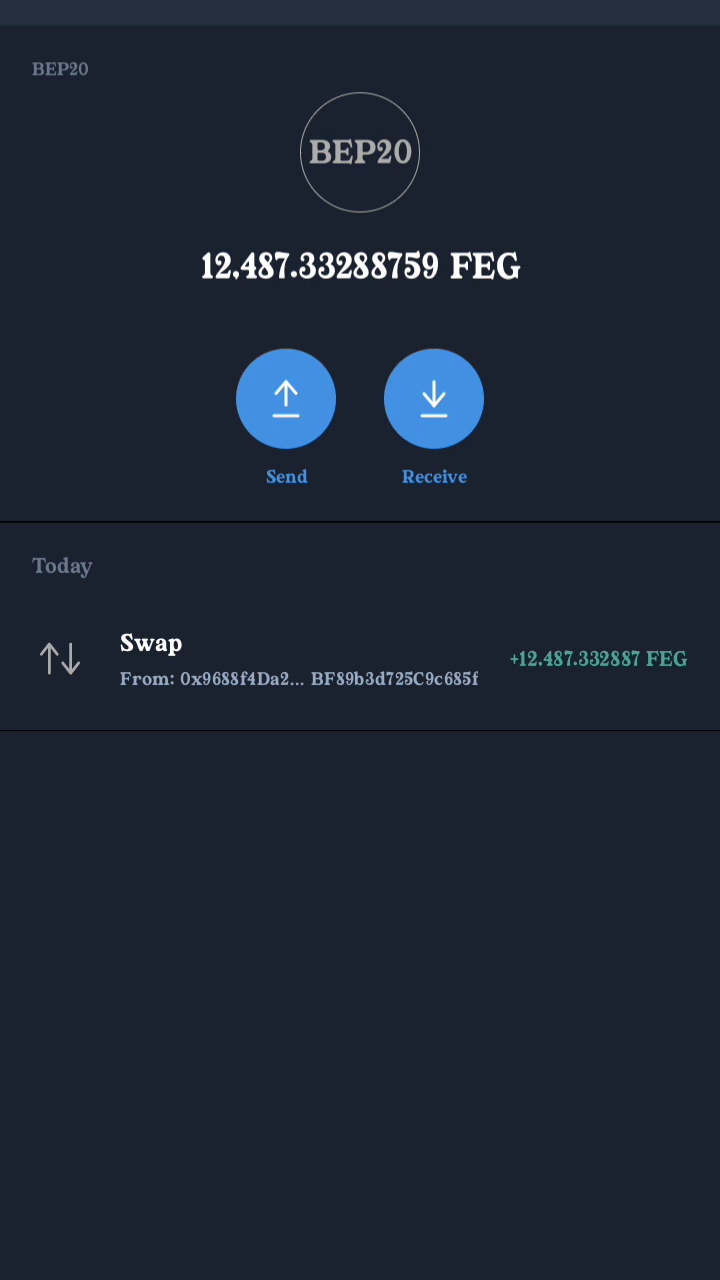 BEP20
BEP20
12,487.33288759 FEG
Send
Receive
Today
Swap
From: 0x9688f4Da2... BF89b3d725C9c685f
+12,487.332887 FEG